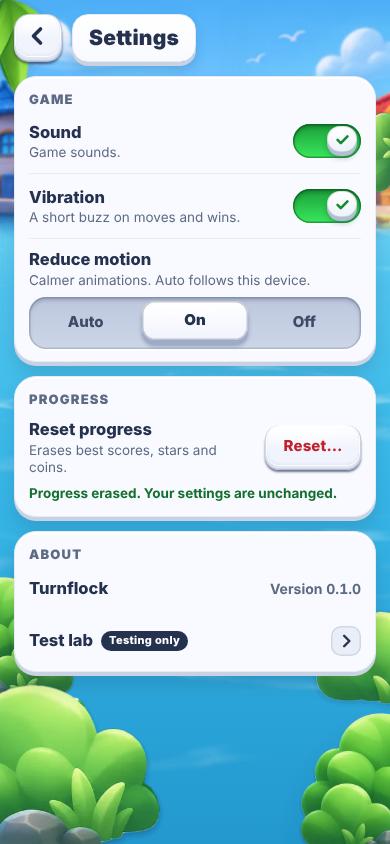 Settings
GAME
Sound
Game sounds.
Vibration
A short buzz on moves and wins.
Reduce motion
Calmer animations. Auto follows this device.
Auto On Off
PROGRESS
Reset progress
Erases best scores, stars and
coins.
Reset...
Progress erased. Your settings are unchanged.
ABOUT
Turnflock Version 0.1.0
Test lab Testing only